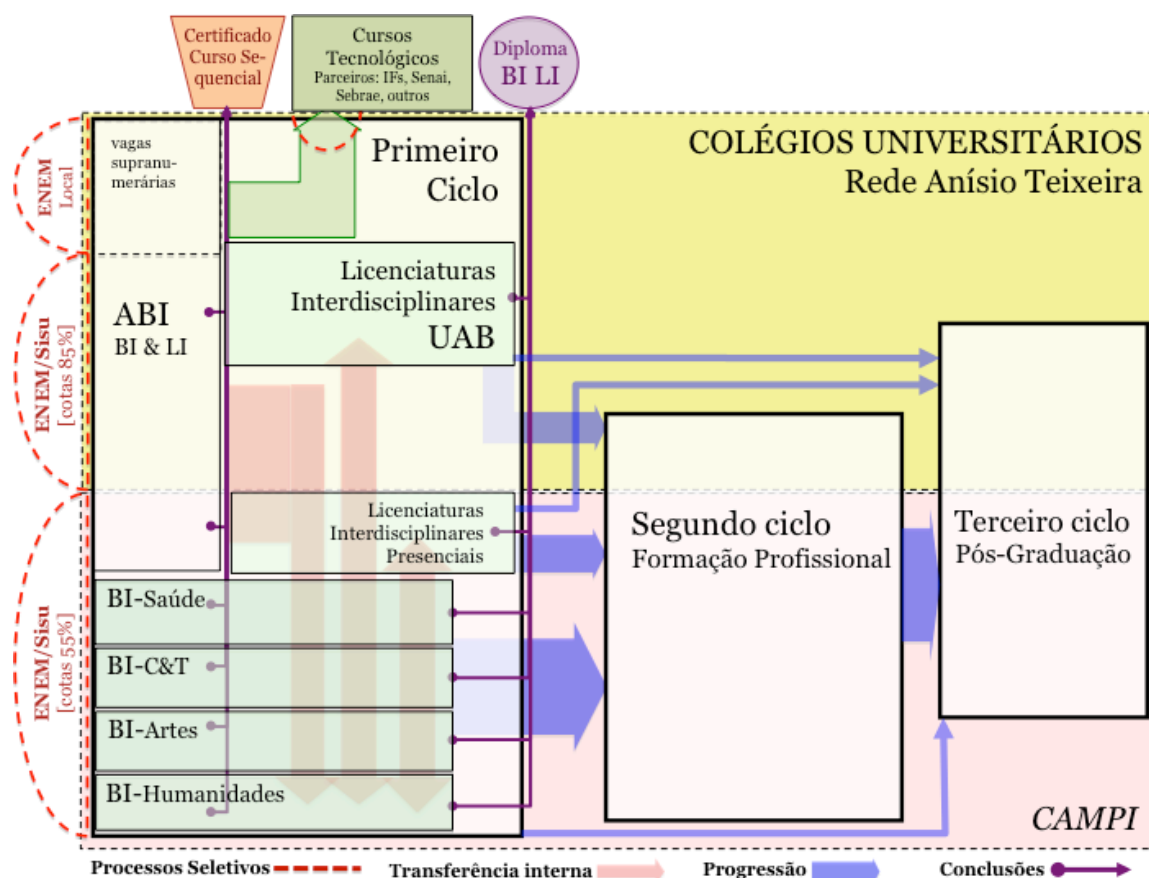 Certificado
Curso Se-
quencial
Cursos
Tecnológicos
Parceiros: IFs, Senai,
Sebrae, outros
Diploma
BI LI
ENEM
Local
vagas
supranu-
merárias
Primeiro
Ciclo
COLÉGIOS UNIVERSITÁRIOS
Rede Anísio Teixeira
ENEM/Sisu
[cotas 85%]
ABI
BI & LI
Licenciaturas
Interdisciplinares
UAB
ENEM/Sisu
[cotas 55%]
Licenciaturas
Interdisciplinares
Presenciais
Segundo ciclo
Formação Profissional
Terceiro ciclo
Pós-Graduação
BI-Saúde
BI-C&T
BI-Artes
BI-Humanidades
CAMPI
Processos Seletivos
Transferência interna
Progressão
Conclusões